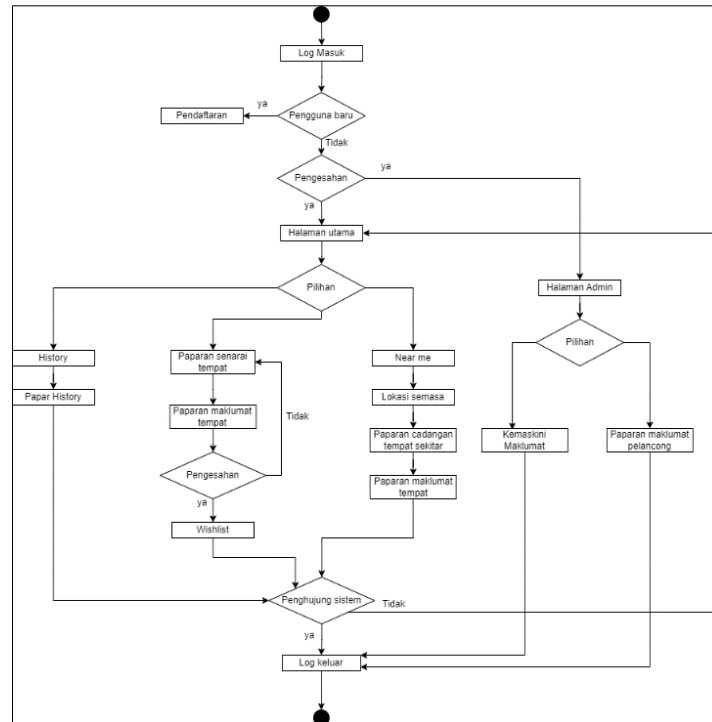 Log Masuk
ya
Pendaftaran
Pengguna baru
Tidak
Pengesahan
ya
ya
Halaman utama
Pilihan
Halaman Admin
Pilihan
History
Paparan senarai
tempat
Near me
Papar History
Lokasi semasa
Paparan maklumat
tempat
Tidak
Paparan cadangan
tempat sekitar
Kemaskini
Maklumat
Paparan maklumat
pelancong
Pengesahan
Paparan maklumat
tempat
ya
Wishlist
Penghujung sistem
Tidak
ya
Log keluar